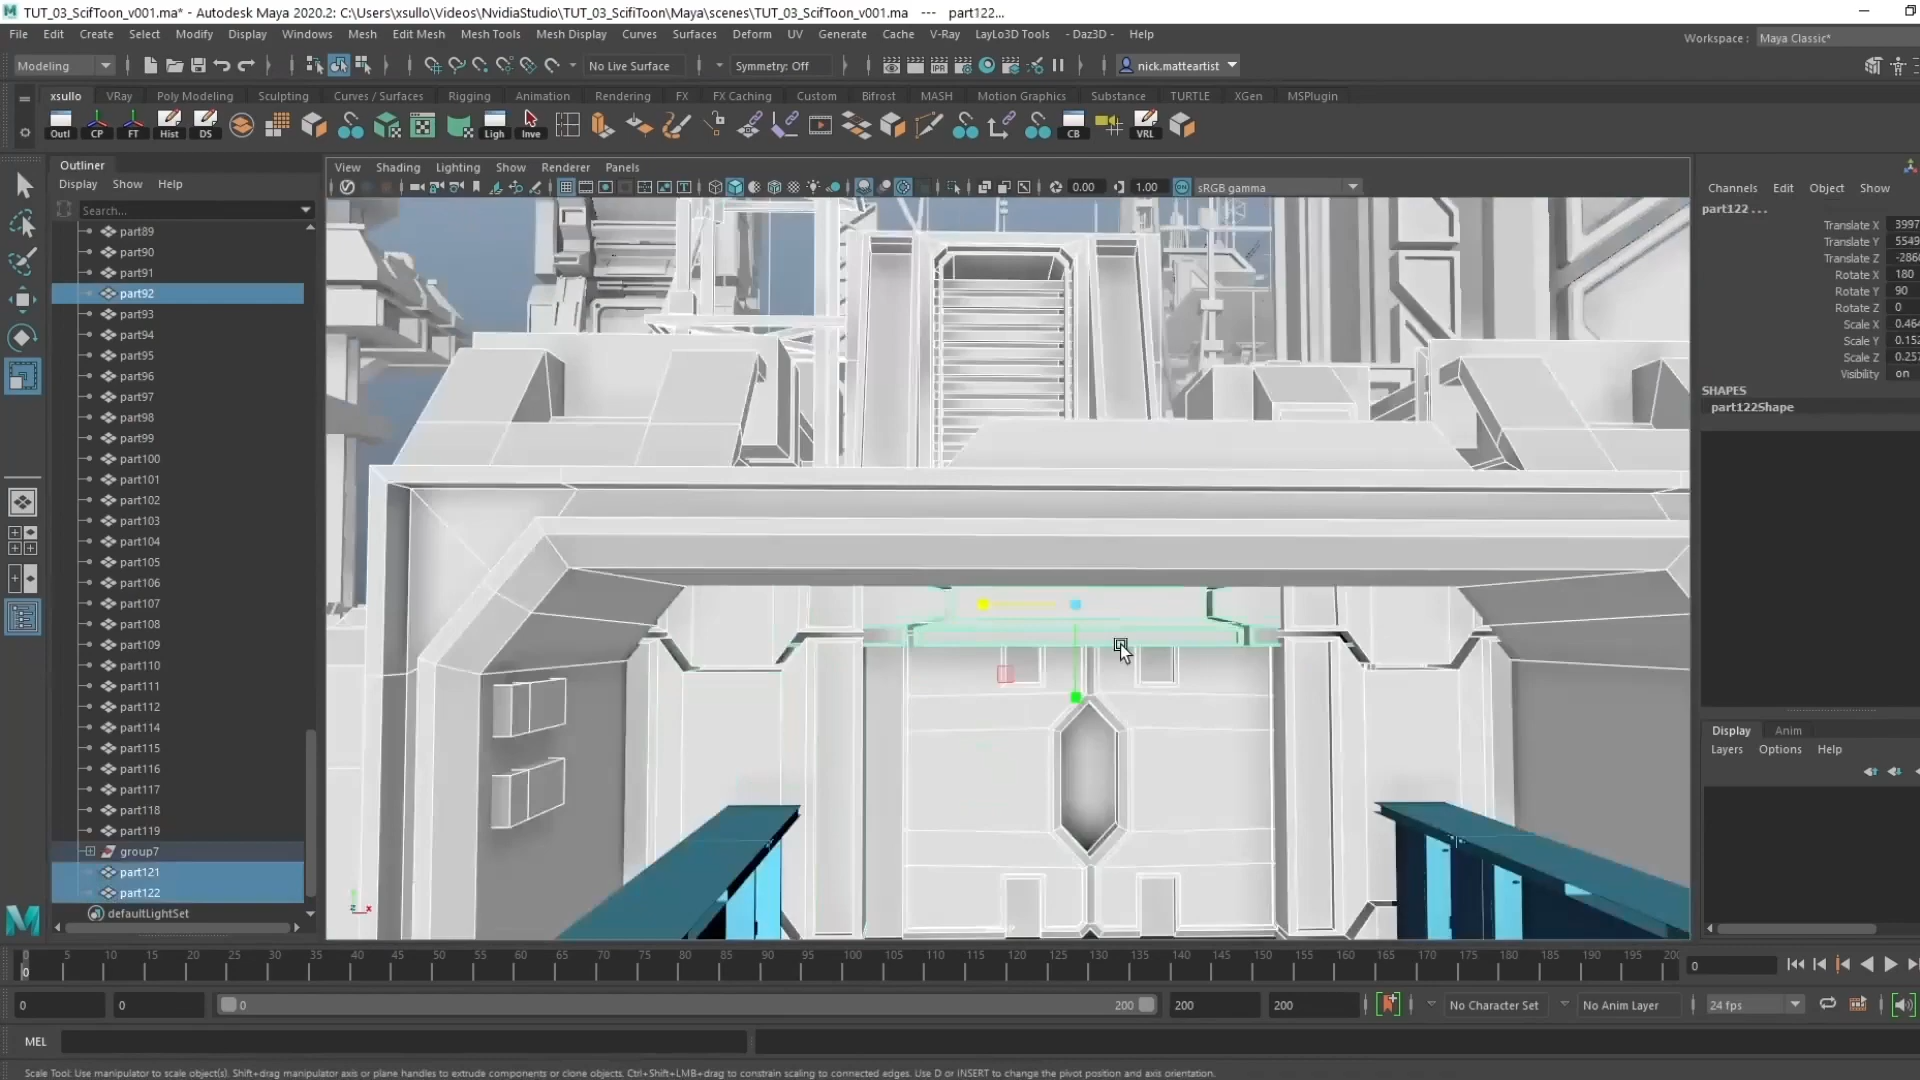 TUT_03_ScifiToon_v001.ma* - Autodesk Maya 2020.2: C:\Users\xsullo\Videos\NvidiaStudio\TUT_03_ScifiToon\Maya\scenes\TUT_03_ScifToon_v001.ma --- part122...
File Edit Create Select Modify Display Windows Mesh Edit Mesh Mesh Tools Mesh Display Curves Surfaces Deform UV Generate Cache V-Ray LayLo3D Tools - Daz3D - Help
Workspace : Maya Classic*
Modeling No Live Surface Symmetry: Off nick.matteartist
xsullo VRay Poly Modeling Sculpting Curves / Surfaces Rigging Animation Rendering FX FX Caching Custom Bifrost MASH Motion Graphics Substance TURTLE XGen MSPlugin
Outl CP FT Hist DS Ligh Inve CB VRL
Outliner
Display Show Help
Search...
part89
part90
part91
part92
part93
part94
part95
part96
part97
part98
part99
part100
part101
part102
part103
part104
part105
part106
part107
part108
part109
part110
part111
part112
part114
part115
part116
part117
part118
part119
group7
part121
part122
defaultLightSet
View Shading Lighting Show Renderer Panels
0.00 1.00 sRGB gamma
Channels Edit Object Show
part122 ...
Translate X 3997
Translate Y 5549
Translate Z -2860
Rotate X 180
Rotate Y 90
Rotate Z 0
Scale X 0.464
Scale Y 0.152
Scale Z 0.257
Visibility on
SHAPES
part122Shape
Display Anim
Layers Options Help
0 5 10 15 20 25 30 35 40 45 50 55 60 65 70 75 80 85 90 95 100 105 110 115 120 125 130 135 140 145 150 155 160 165 170 175 180 185 190 195 200
0 0
0 0 0 200 200 200 No Character Set No Anim Layer 24 fps
MEL
Scale Tool: Use manipulator to scale object(s). Shift+drag manipulator axis or plane handles to extrude components or clone objects. Ctrl+Shift+LMB+drag to constrain scaling to connected edges. Use D or INSERT to change the pivot position and axis orientation.